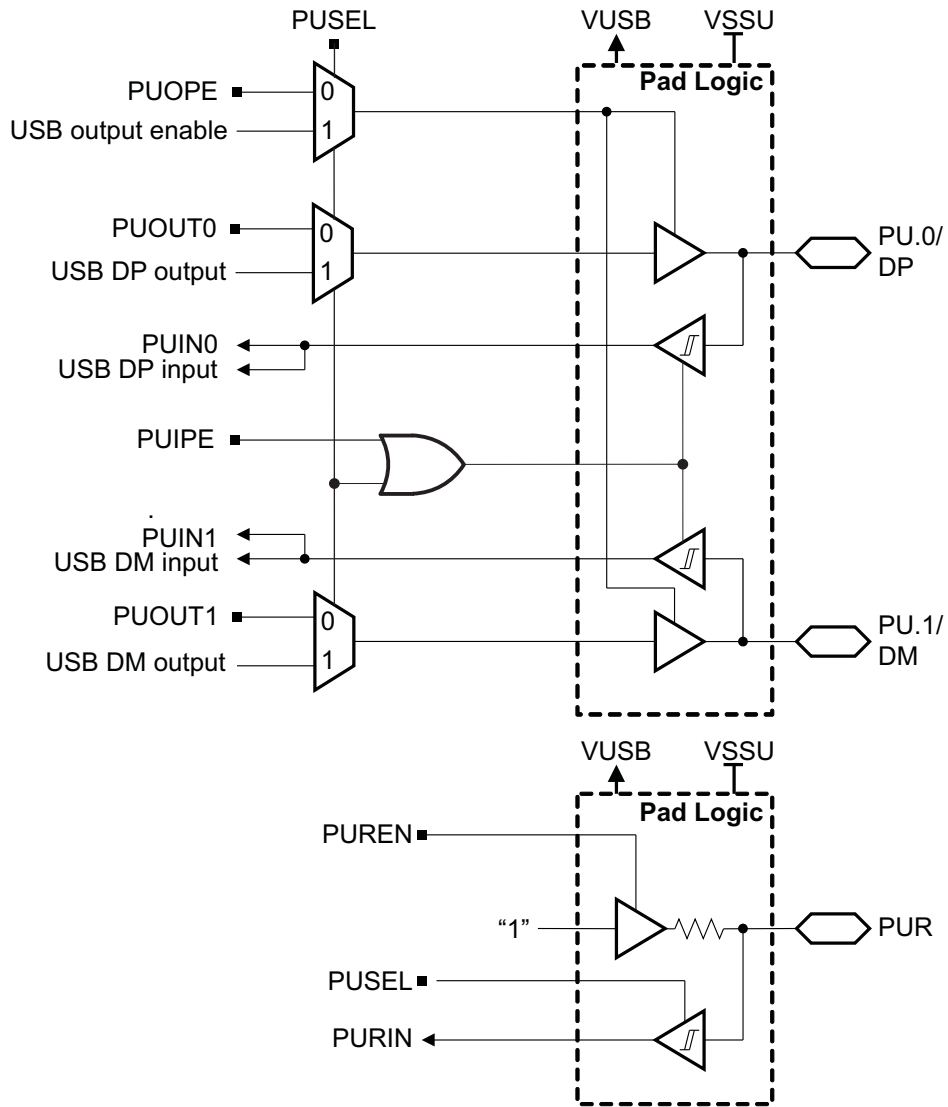 PUSEL
VUSB
VSSU
Pad Logic
PUOPE
0
USB output enable
1
PUOUT0
0
USB DP output
1
PU.0/
DP
PUIN0
USB DP input
PUIPE
.
PUIN1
USB DM input
PUOUT1
0
USB DM output
1
PU.1/
DM
VUSB
VSSU
Pad Logic
PUREN
“1”
PUR
PUSEL
PURIN